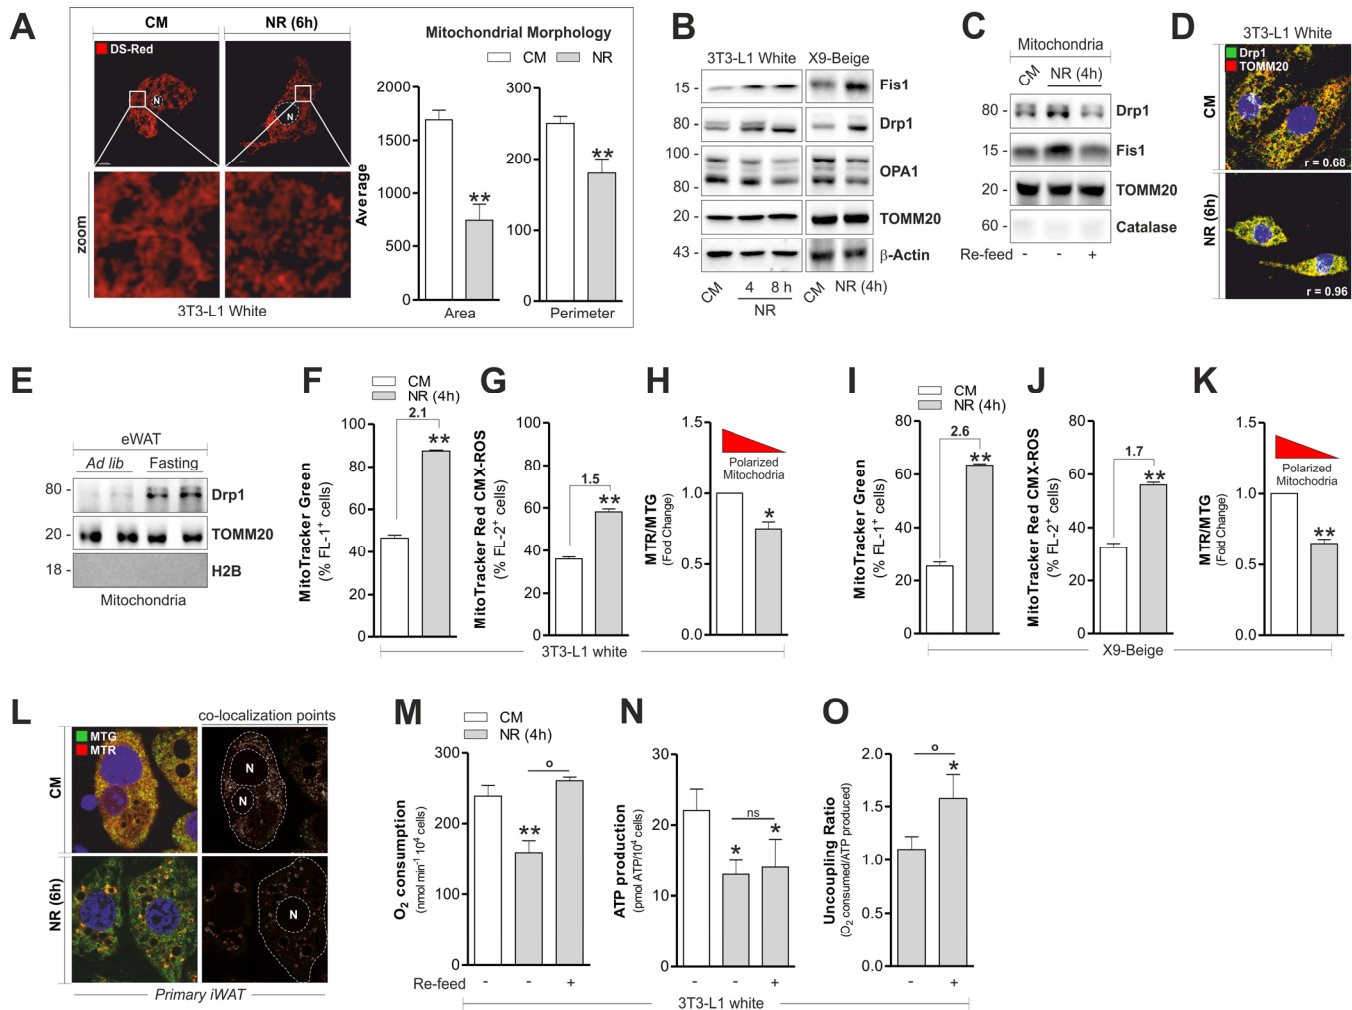 A
CM
NR (6h)
DS-Red
N
N
zoom
3T3-L1 White
Mitochondrial Morphology
CM
NR
Average
2000
1500
1000
500
0
**
Area
300
200
100
0
**
Perimeter
B
3T3-L1 White
X9-Beige
15 -
Fis1
80 -
Drp1
100 -
80 -
OPA1
20 -
TOMM20
43 -
β-Actin
CM
4
8 h
NR
CM
NR (4h)
C
Mitochondria
CM
NR (4h)
80 -
Drp1
15 -
Fis1
20 -
TOMM20
60 -
Catalase
Re-feed
-
-
+
D
3T3-L1 White
Drp1
TOMM20
CM
r = 0.68
NR (6h)
r = 0.96
E
eWAT
Ad lib
Fasting
80 -
Drp1
20 -
TOMM20
18 -
H2B
Mitochondria
F
CM
NR (4h)
MitoTracker Green
(% FL-1+ cells)
100
80
60
40
20
0
2.1
**
G
MitoTracker Red CMX-ROS
(% FL-2+ cells)
100
80
60
40
20
0
1.5
**
H
MTR/MTG
(Fold Change)
1.5
1.0
0.5
0.0
Polarized
Mitochodria
*
3T3-L1 white
I
CM
NR (4h)
MitoTracker Green
(% FL-1+ cells)
80
60
40
20
0
2.6
**
J
MitoTracker Red CMX-ROS
(% FL-2+ cells)
80
60
40
20
0
1.7
**
K
MTR/MTG
(Fold Change)
1.5
1.0
0.5
0.0
Polarized
Mitochodria
**
X9-Beige
L
co-localization points
MTG
MTR
CM
N
N
NR (6h)
N
Primary iWAT
M
CM
NR (4h)
O2 consumption
(nmol min-1 10^4 cells)
300
200
100
0
**
o
Re-feed
-
-
+
N
ATP production
(pmol ATP/10^4 cells)
30
20
10
0
*
ns
*
-
-
+
3T3-L1 white
O
Uncoupling Ratio
(O2 consumed/ATP produced)
2.0
1.5
1.0
0.5
0.0
o
*
-
+